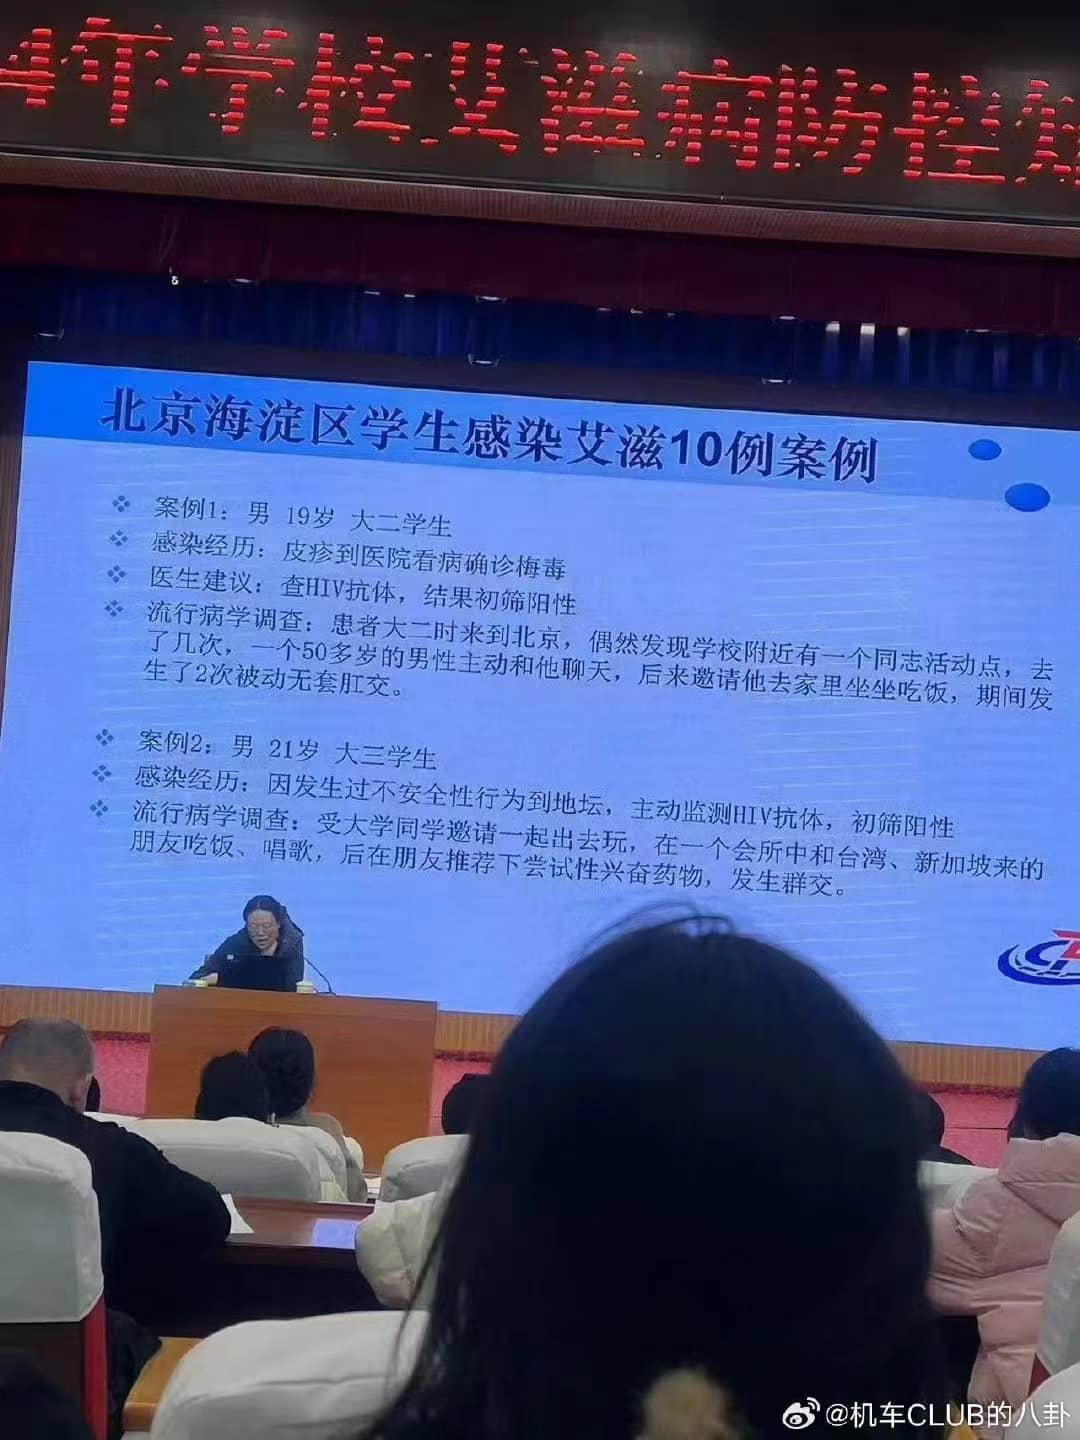 4年学校艾滋病防控
北京海淀区学生感染艾滋10例案例
案例1：男 19岁 大二学生
感染经历：皮疹到医院看病确诊梅毒
医生建议：查HIV抗体，结果初筛阳性
流行病学调查：患者大二时来到北京，偶然发现学校附近有一个同志活动点，去
了几次，一个50多岁的男性主动和他聊天，后来邀请他去家里坐坐吃饭，期间发
生了2次被动无套肛交。
案例2：男 21岁 大三学生
感染经历：因发生过不安全性行为到地坛，主动监测HIV抗体，初筛阳性
流行病学调查：受大学同学邀请一起出去玩，在一个会所中和台湾、新加坡来的
朋友吃饭、唱歌，后在朋友推荐下尝试性兴奋药物，发生群交。
@机车CLUB的八卦